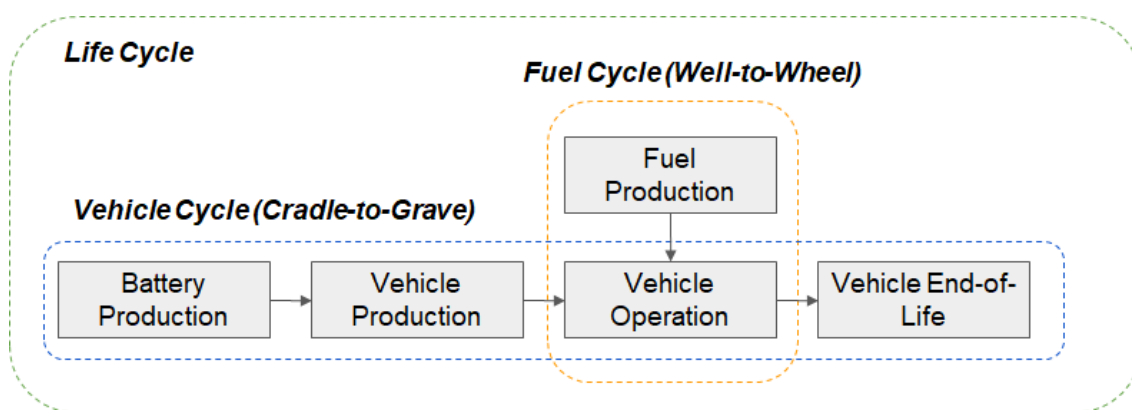 Life Cycle
Fuel Cycle (Well-to-Wheel)
Fuel
Production
Vehicle Cycle (Cradle-to-Grave)
Battery
Production
Vehicle
Production
Vehicle
Operation
Vehicle End-of-
Life